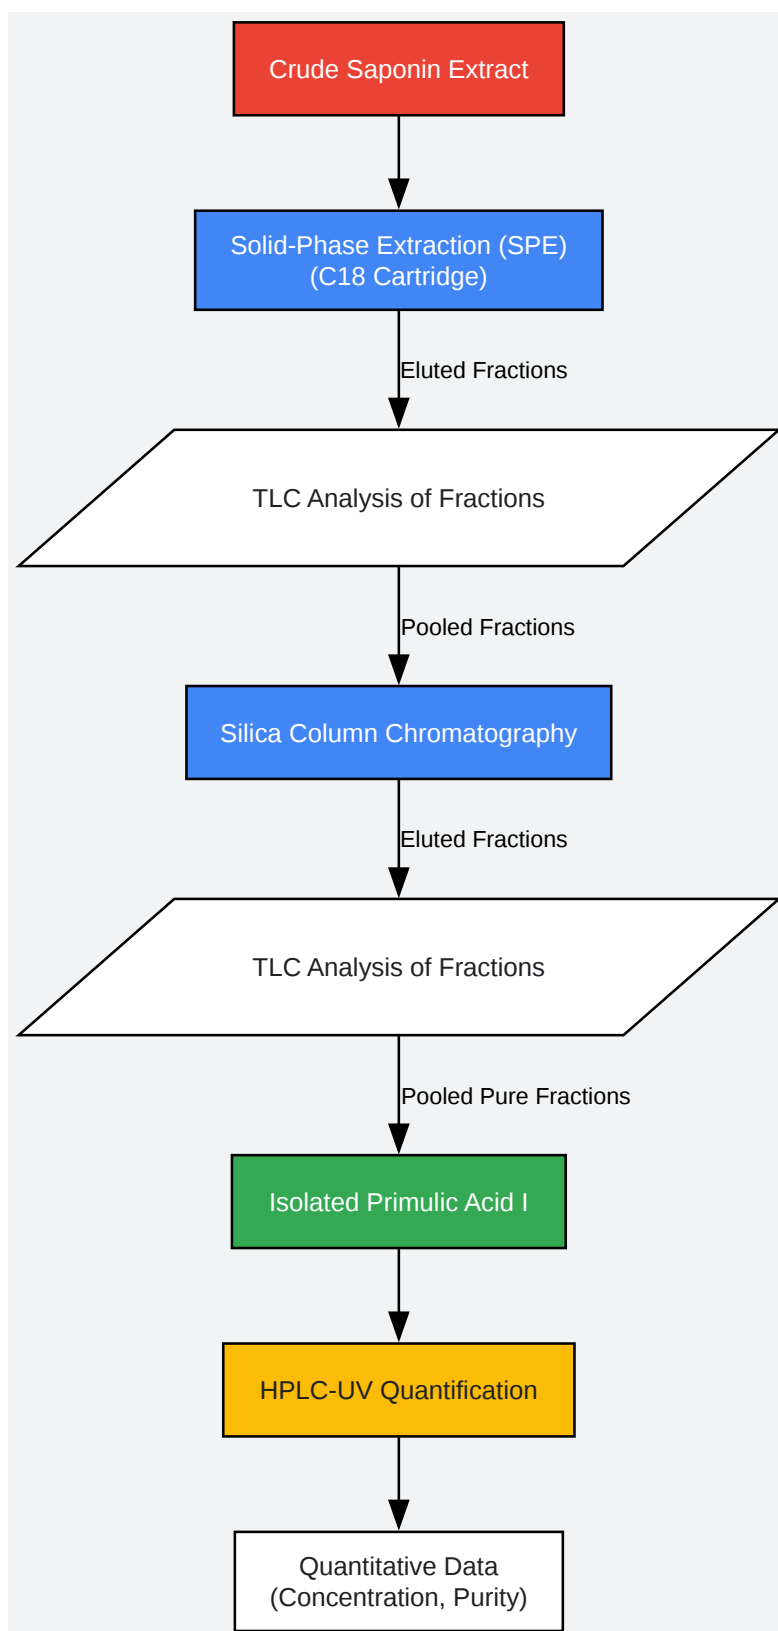 Crude Saponin Extract
Solid-Phase Extraction (SPE)
(C18 Cartridge)
Eluted Fractions
TLC Analysis of Fractions
Pooled Fractions
Silica Column Chromatography
Eluted Fractions
TLC Analysis of Fractions
Pooled Pure Fractions
Isolated Primulic Acid I
HPLC-UV Quantification
Quantitative Data
(Concentration, Purity)